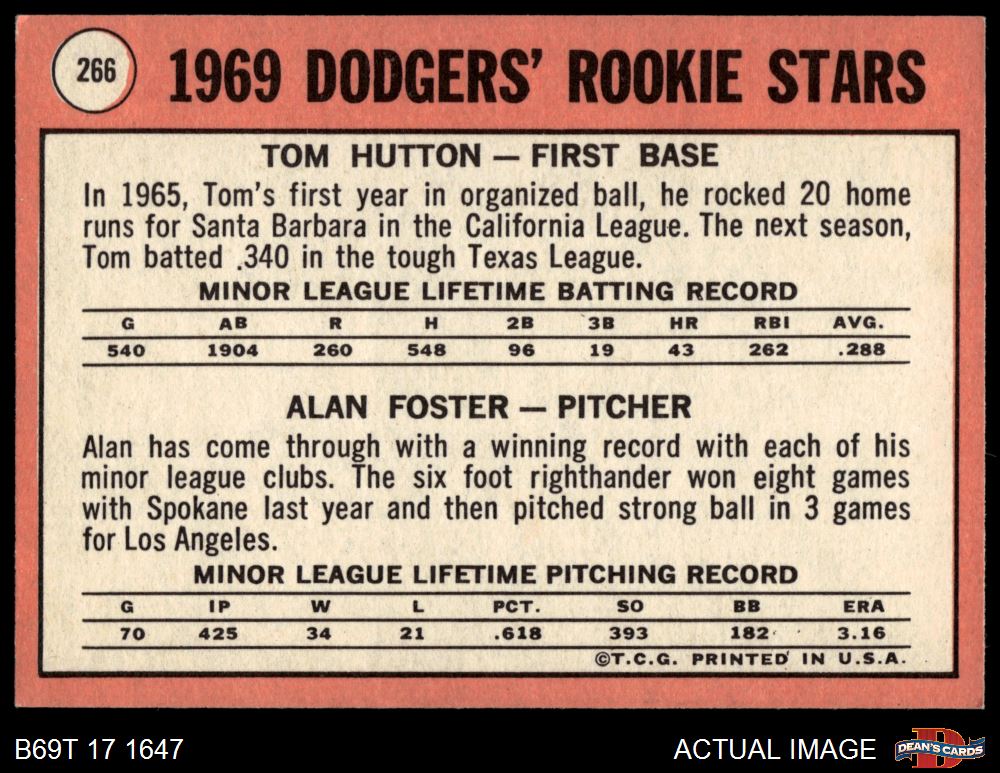 266
1969 DODGERS' ROOKIE STARS
TOM HUTTON — FIRST BASE
In 1965, Tom's first year in organized ball, he rocked 20 home
runs for Santa Barbara in the California League. The next season,
Tom batted .340 in the tough Texas League.
MINOR LEAGUE LIFETIME BATTING RECORD
G AB R H 2B 3B HR RBI AVG.
540 1904 260 548 96 19 43 262 .288
ALAN FOSTER — PITCHER
Alan has come through with a winning record with each of his
minor league clubs. The six foot righthander won eight games
with Spokane last year and then pitched strong ball in 3 games
for Los Angeles.
MINOR LEAGUE LIFETIME PITCHING RECORD
G IP W L PCT. SO BB ERA
70 425 34 21 .618 393 182 3.16
©T.C.G. PRINTED IN U.S.A.
B69T 17 1647
ACTUAL IMAGE
D
DEAN'S CARDS